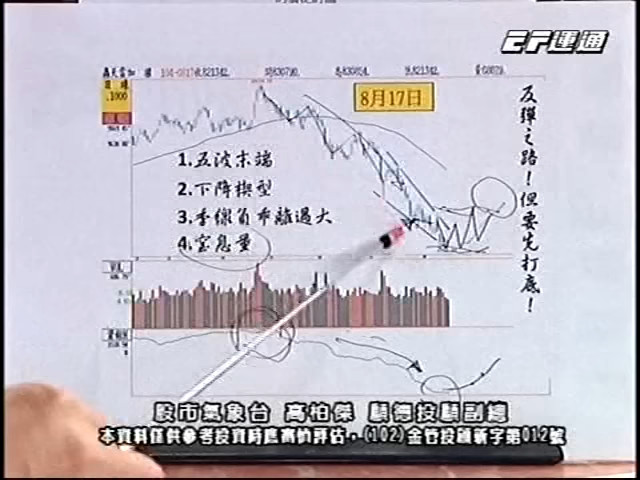 運通
8月17日
反彈之路！但要先打底！
1.五波末端
2.下降楔型
3.季線負乖離過大
4.窒息量
股市氣象台 高柏傑 顧德投顧副總
本資料僅供參考投資時應審慎評估，(102)金管投顧新字第012號